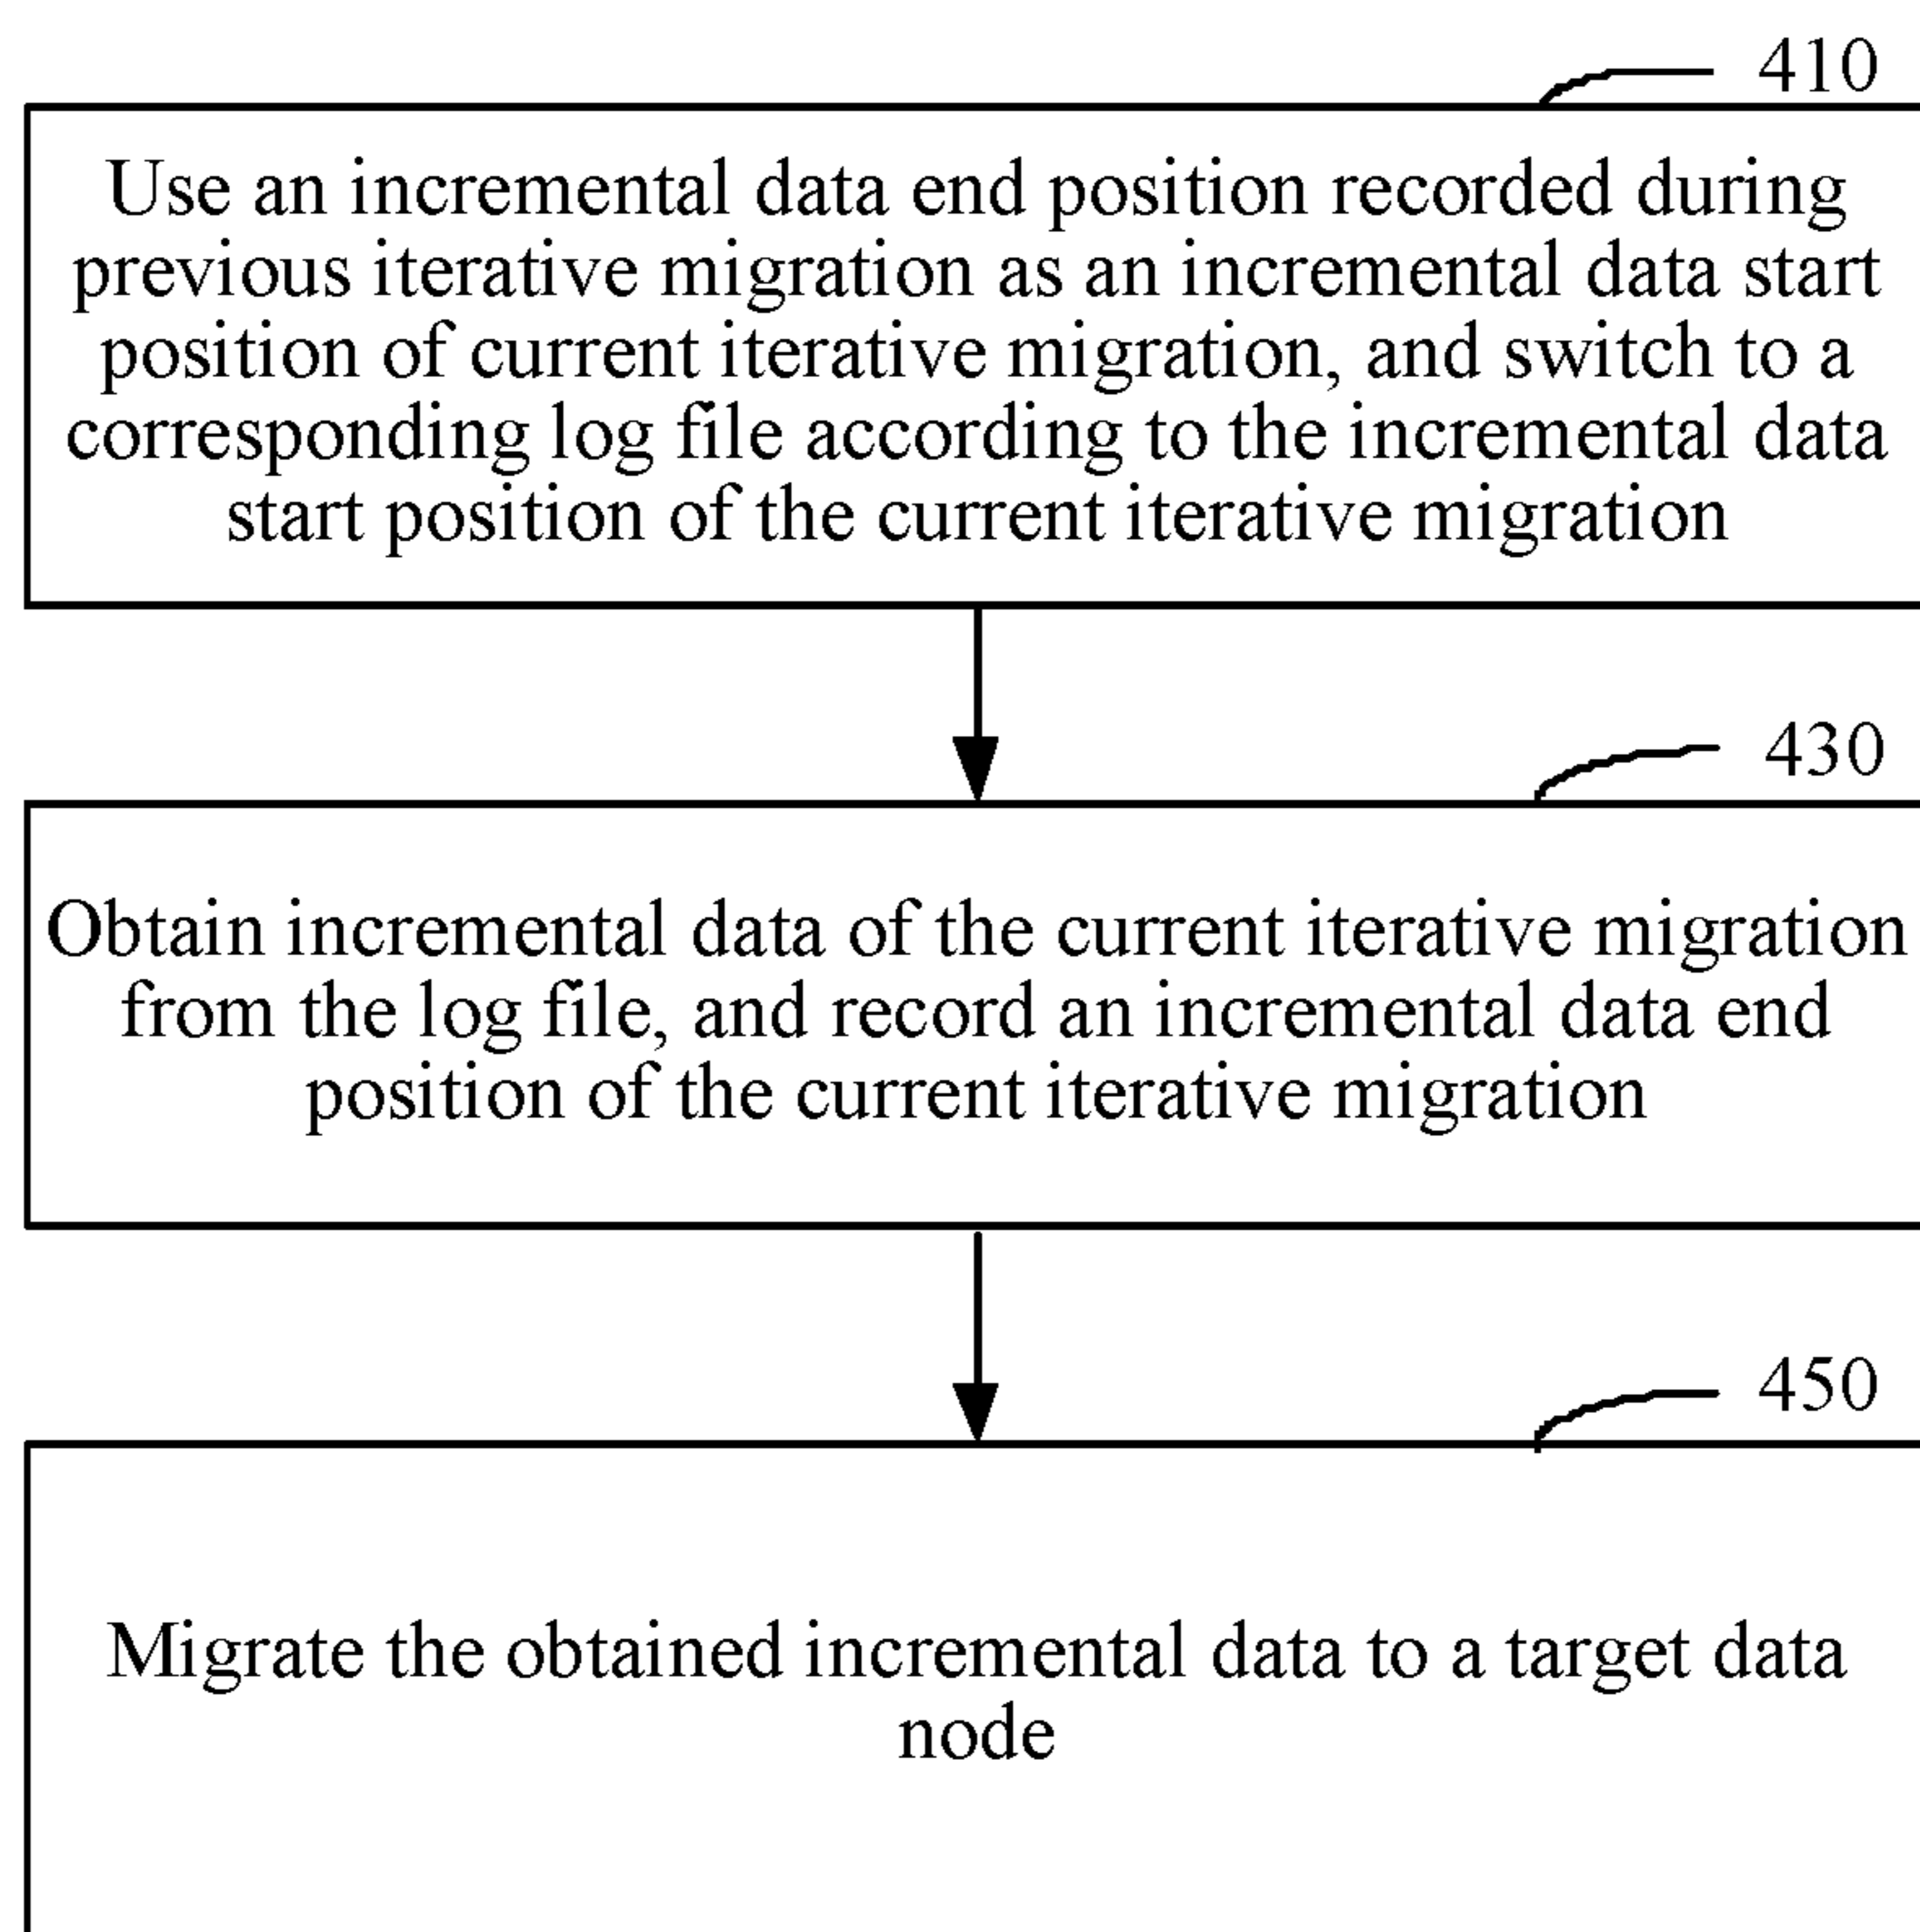 410
Use an incremental data end position recorded during
previous iterative migration as an incremental data start
position of current iterative migration, and switch to a
corresponding log file according to the incremental data
start position of the current iterative migration
430
Obtain incremental data of the current iterative migration
from the log file, and record an incremental data end
position of the current iterative migration
450
Migrate the obtained incremental data to a target data
node